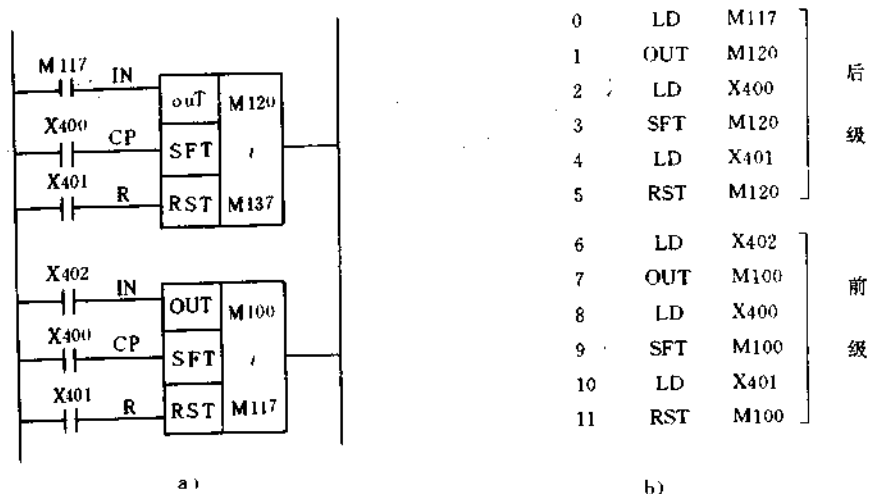 M117 IN
ouT M120
X400 CP
SFT ~
X401 R
RST M137
X402 IN
OUT M100
X400 CP
SFT ~
X401 R
RST M117
a)
0 LD M117
1 OUT M120
2 LD X400
3 SFT M120
4 LD X401
5 RST M120
后级
6 LD X402
7 OUT M100
8 LD X400
9 SFT M100
10 LD X401
11 RST M100
前级
b)